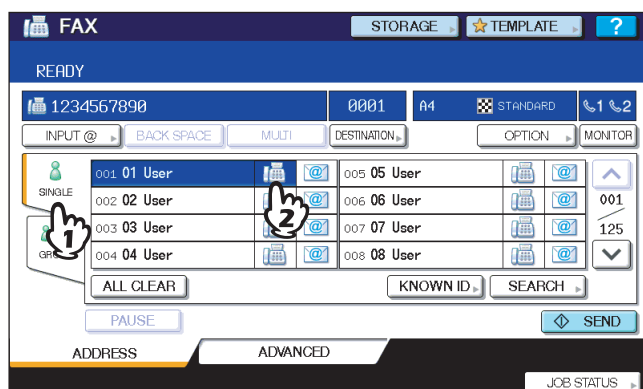 FAX STORAGE TEMPLATE ?
READY
1234567890 0001 A4 STANDARD 1 2
INPUT @ BACK SPACE MULTI DESTINATION OPTION MONITOR
SINGLE
001 01 User @ 005 05 User @
002 02 User @ 006 06 User @
003 03 User @ 007 07 User @
004 04 User @ 008 08 User @
001
125
1
2
ALL CLEAR KNOWN ID SEARCH
PAUSE SEND
ADDRESS ADVANCED
JOB STATUS